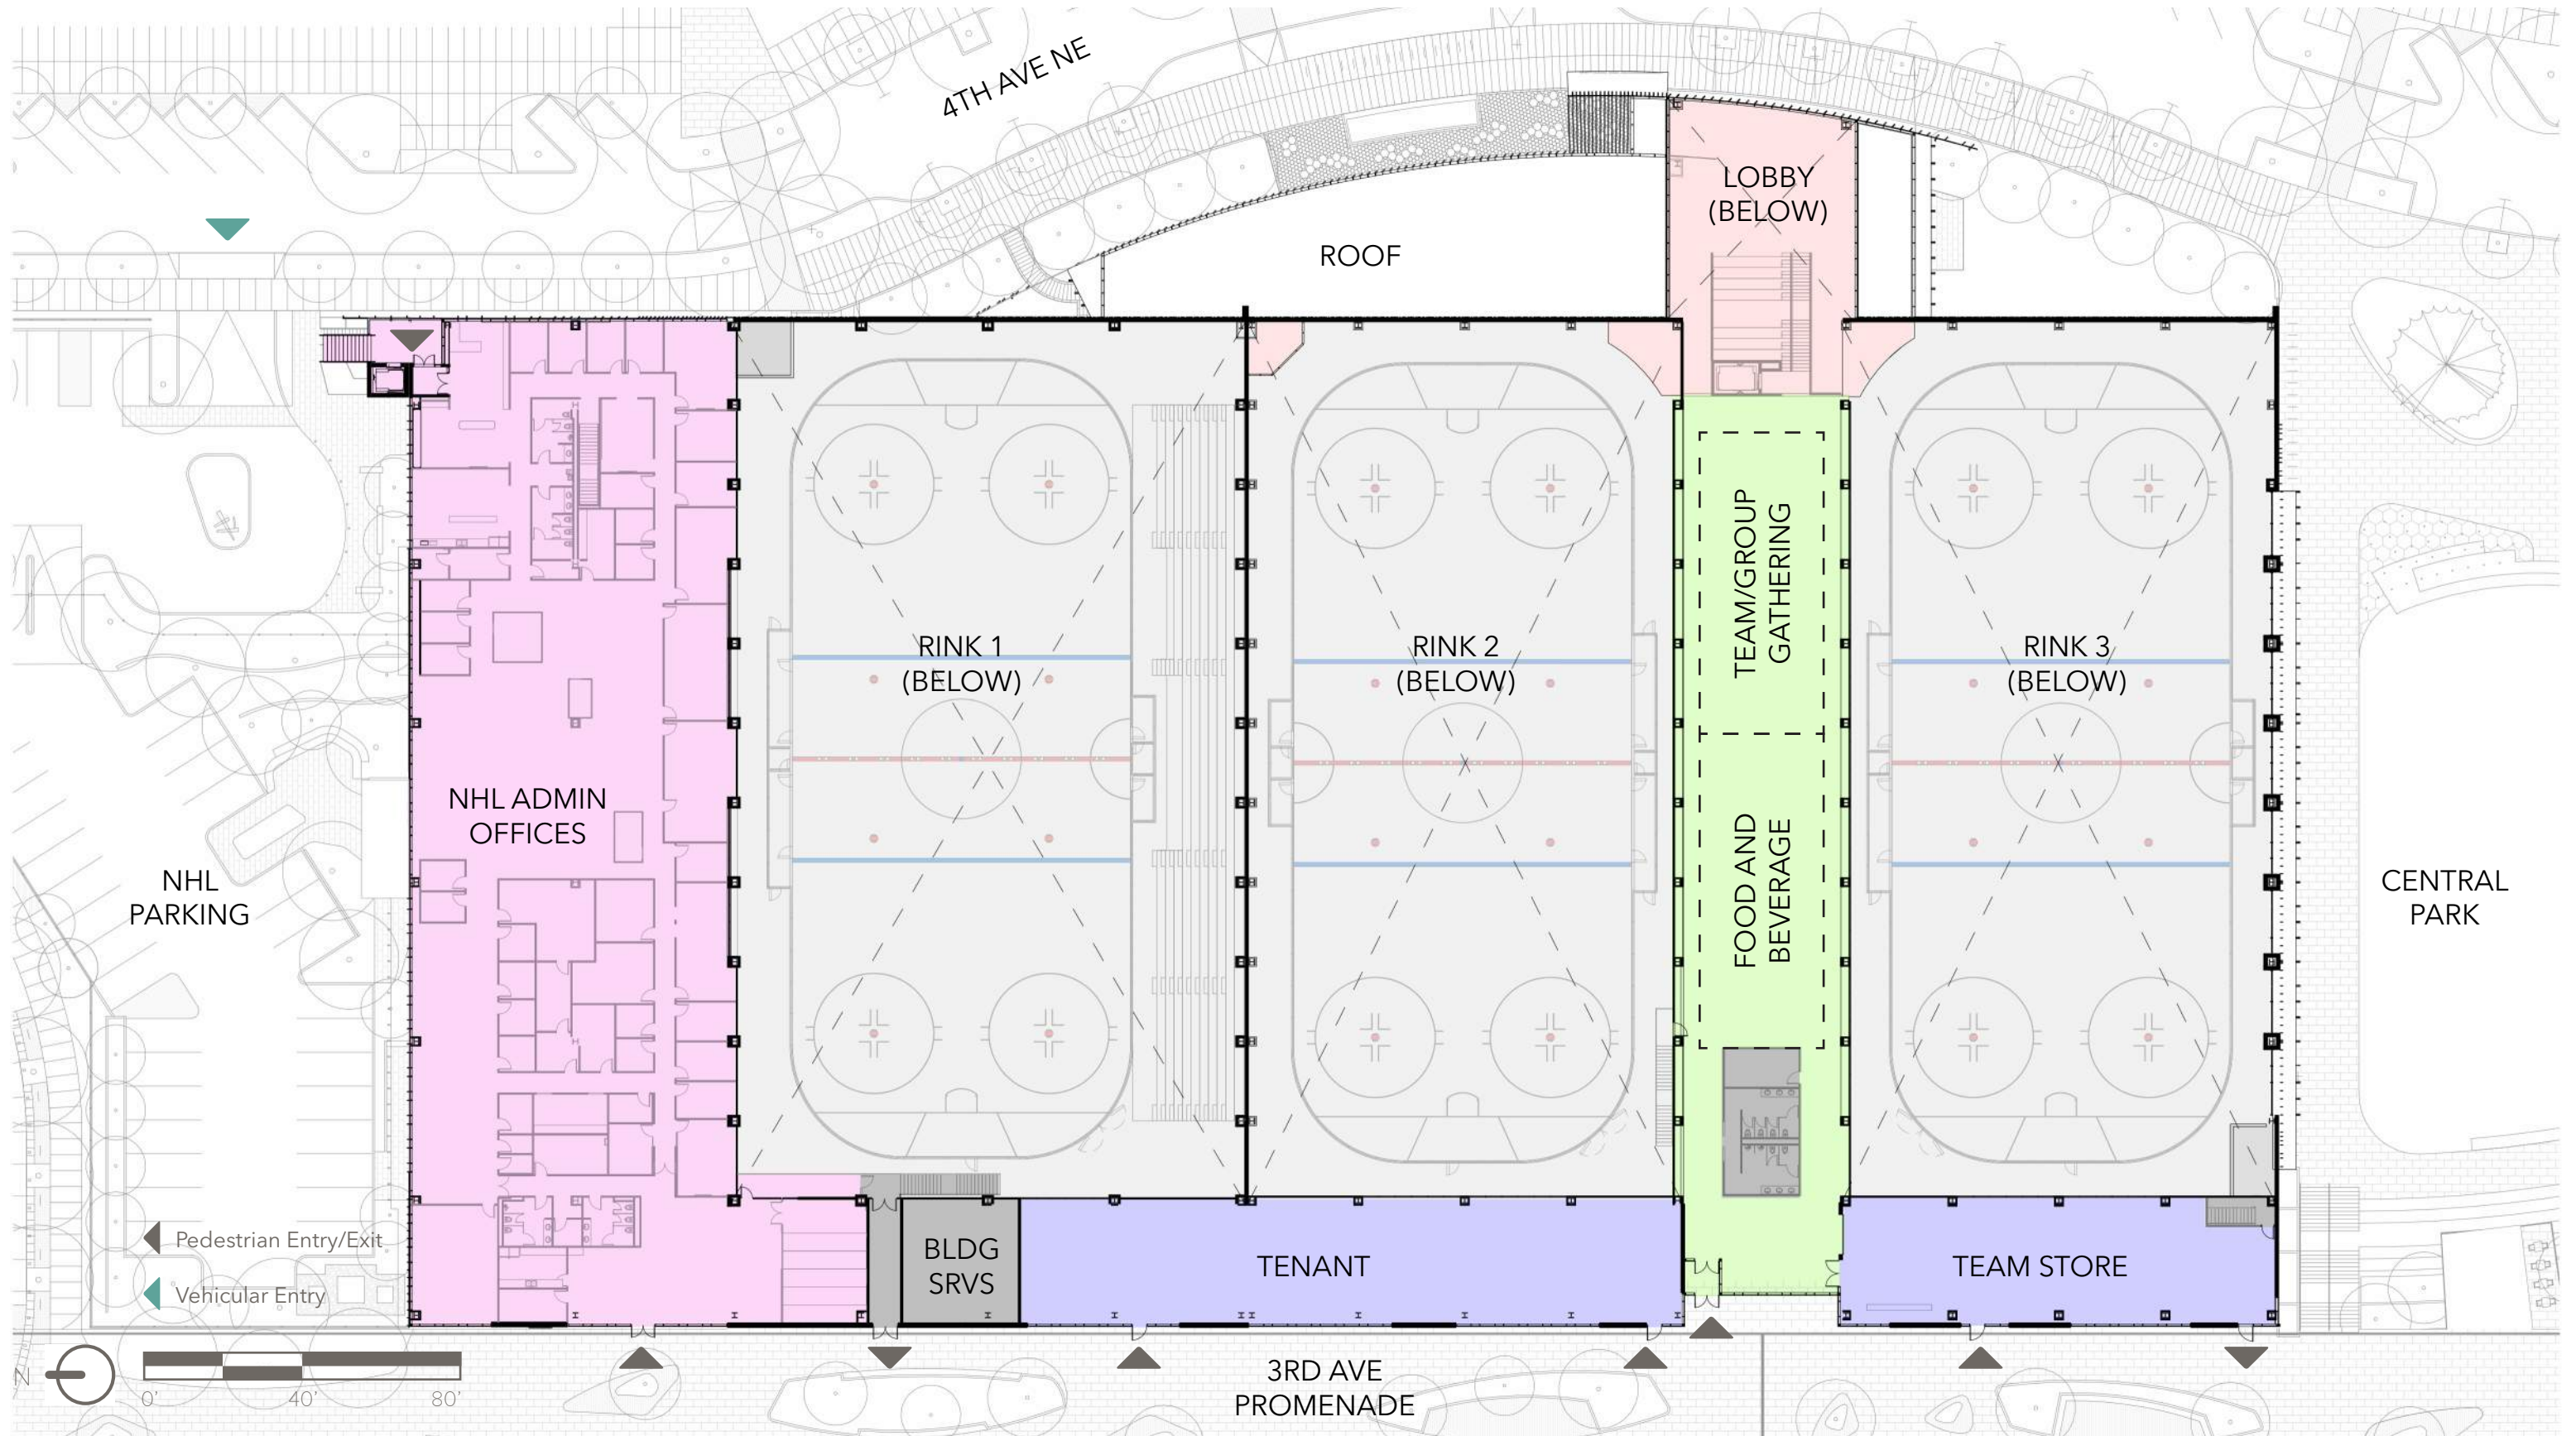 4TH AVE NE
LOBBY
(BELOW)
ROOF
RINK 1
(BELOW)
RINK 2
(BELOW)
TEAM/GROUP
GATHERING
RINK 3
(BELOW)
NHL ADMIN
OFFICES
FOOD AND
BEVERAGE
NHL
PARKING
CENTRAL
PARK
Pedestrian Entry/Exit
Vehicular Entry
BLDG
SRVS
TENANT
TEAM STORE
N
0' 40' 80'
3RD AVE
PROMENADE